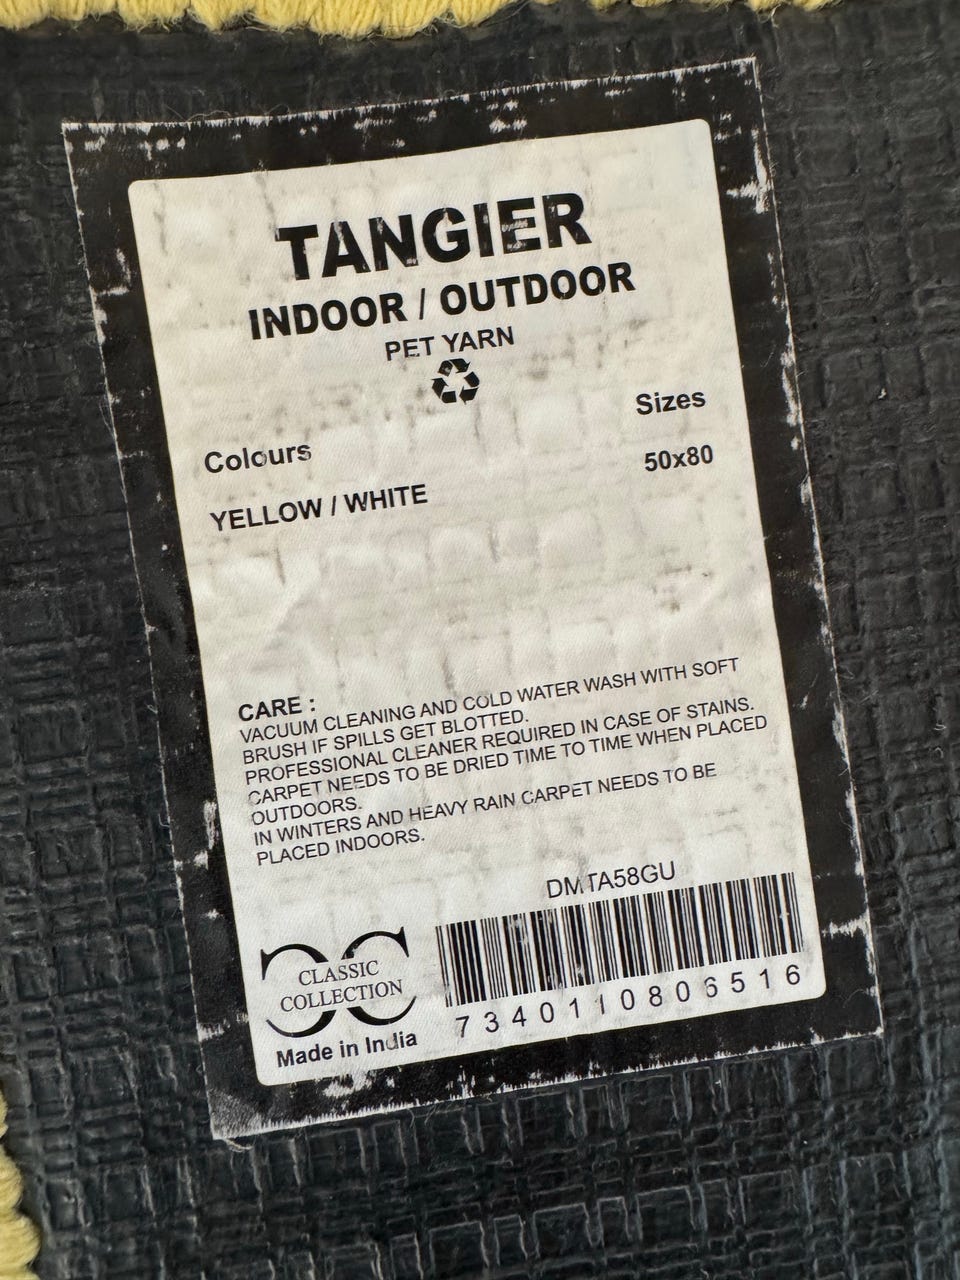 TANGIER
INDOOR / OUTDOOR
PET YARN
Colours
Sizes
YELLOW / WHITE
50x80
CARE :
VACUUM CLEANING AND COLD WATER WASH WITH SOFT
BRUSH IF SPILLS GET BLOTTED.
PROFESSIONAL CLEANER REQUIRED IN CASE OF STAINS.
CARPET NEEDS TO BE DRIED TIME TO TIME WHEN PLACED
OUTDOORS.
IN WINTERS AND HEAVY RAIN CARPET NEEDS TO BE
PLACED INDOORS.
DMTA58GU
7340110806516
CLASSIC
COLLECTION
Made in India